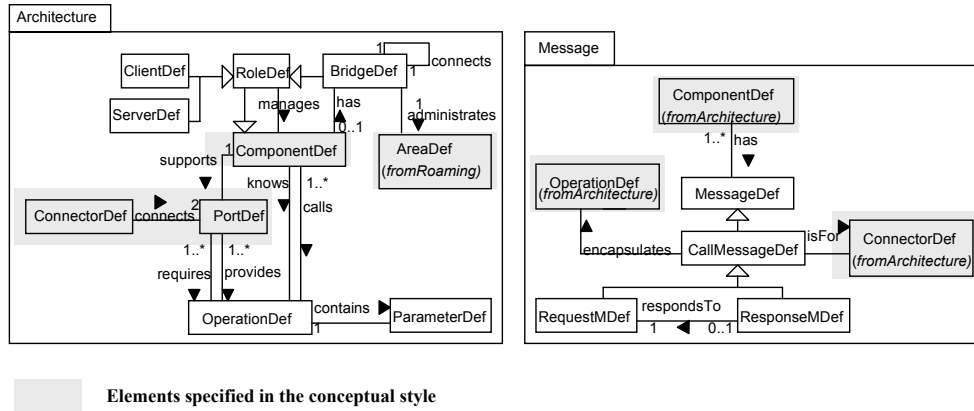 Architecture
ClientDef
RoleDef
BridgeDef
1
1
connects
ServerDef
manages
has
1
0..1
administrates
ComponentDef
AreaDef
(fromRoaming)
supports
1
knows
1..*
calls
ConnectorDef
connects
2
PortDef
1..*
1..*
requires
provides
OperationDef
contains
1
ParameterDef
Message
ComponentDef
(fromArchitecture)
1..*
has
OperationDef
(fromArchitecture)
MessageDef
encapsulates
CallMessageDef
isFor
ConnectorDef
(fromArchitecture)
RequestMDef
respondsTo
1
0..1
ResponseMDef
Elements specified in the conceptual style